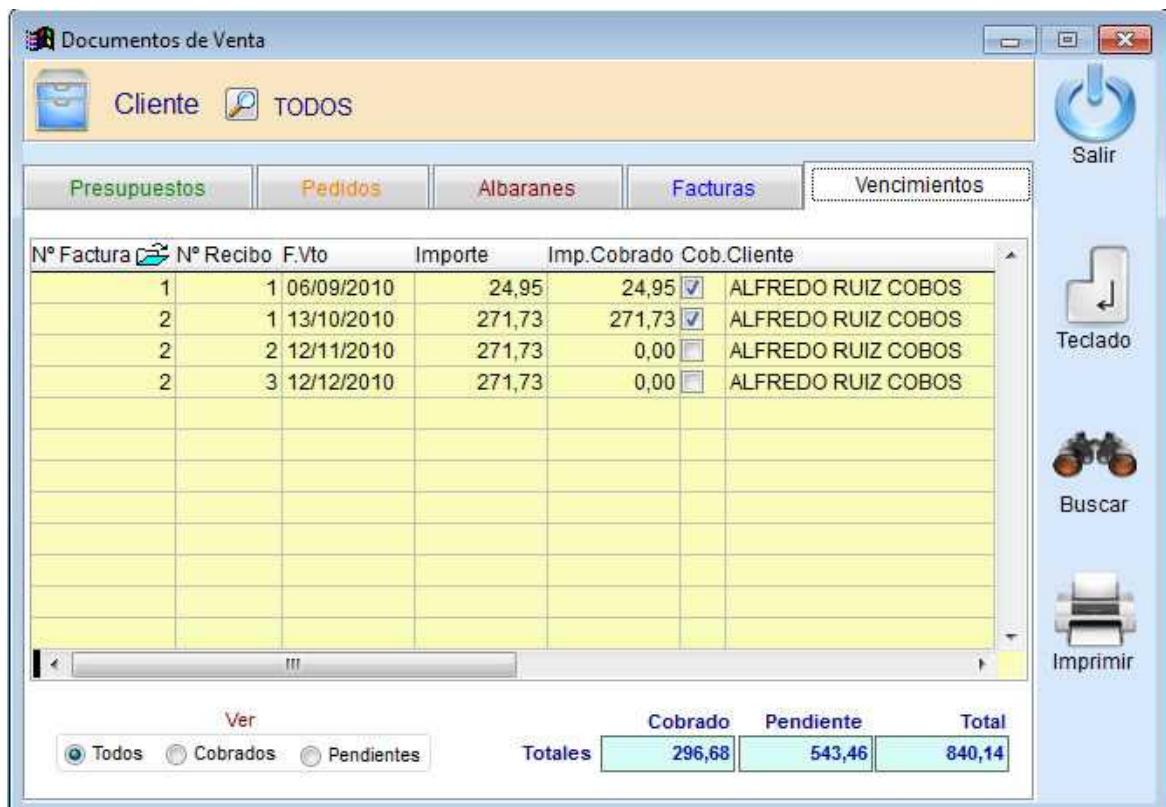 Documentos de Venta
Cliente TODOS
Salir
Presupuestos Pedidos Albaranes Facturas Vencimientos
Nº Factura Nº Recibo F.Vto Importe Imp.Cobrado Cob. Cliente
1 1 06/09/2010 24,95 24,95 ALFREDO RUIZ COBOS
2 1 13/10/2010 271,73 271,73 ALFREDO RUIZ COBOS
2 2 12/11/2010 271,73 0,00 ALFREDO RUIZ COBOS
2 3 12/12/2010 271,73 0,00 ALFREDO RUIZ COBOS
Teclado
Buscar
Imprimir
Ver
Todos Cobrados Pendientes
Cobrado Pendiente Total
Totales 296,68 543,46 840,14